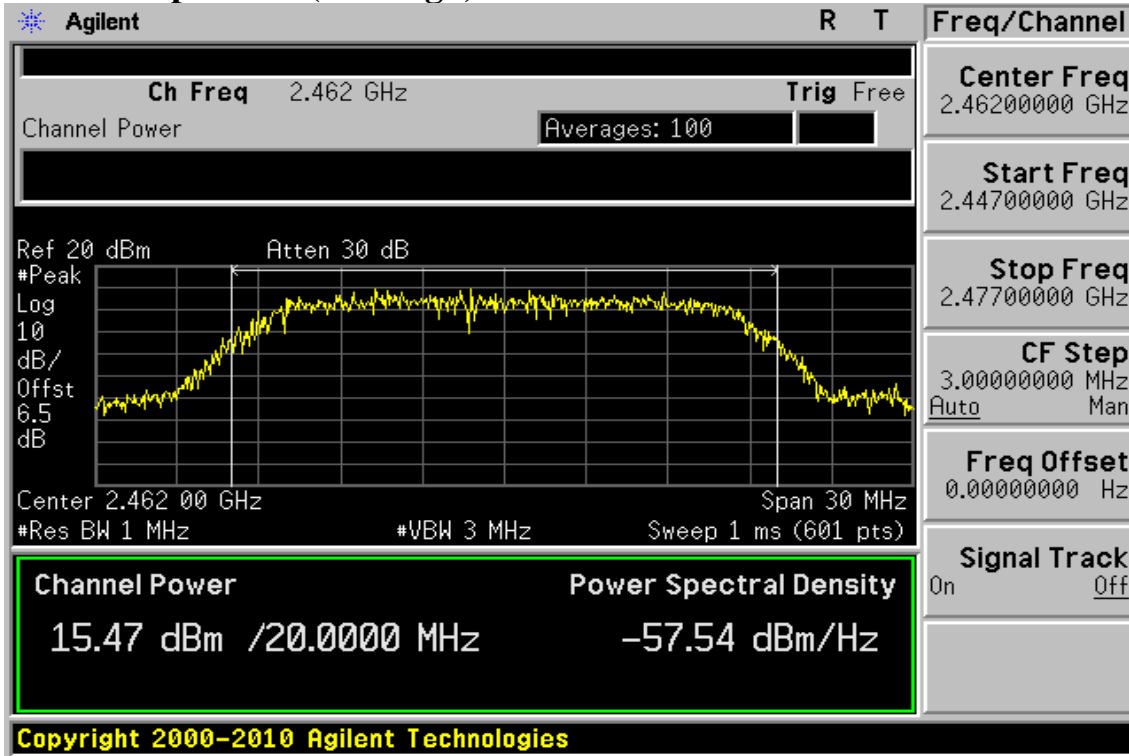 Agilent R T
Ch Freq 2.462 GHz Trig Free
Channel Power Averages: 100
Ref 20 dBm Atten 30 dB
#Peak
Log
10
dB/
Offst
6.5
dB
Center 2.462 00 GHz Span 30 MHz
#Res BW 1 MHz #VBW 3 MHz Sweep 1 ms (601 pts)
Channel Power Power Spectral Density
15.47 dBm /20.0000 MHz -57.54 dBm/Hz
Copyright 2000-2010 Agilent Technologies
Freq/Channel
Center Freq
2.46200000 GHz
Start Freq
2.44700000 GHz
Stop Freq
2.47700000 GHz
CF Step
3.00000000 MHz
Auto Man
Freq Offset
0.00000000 Hz
Signal Track
On Off